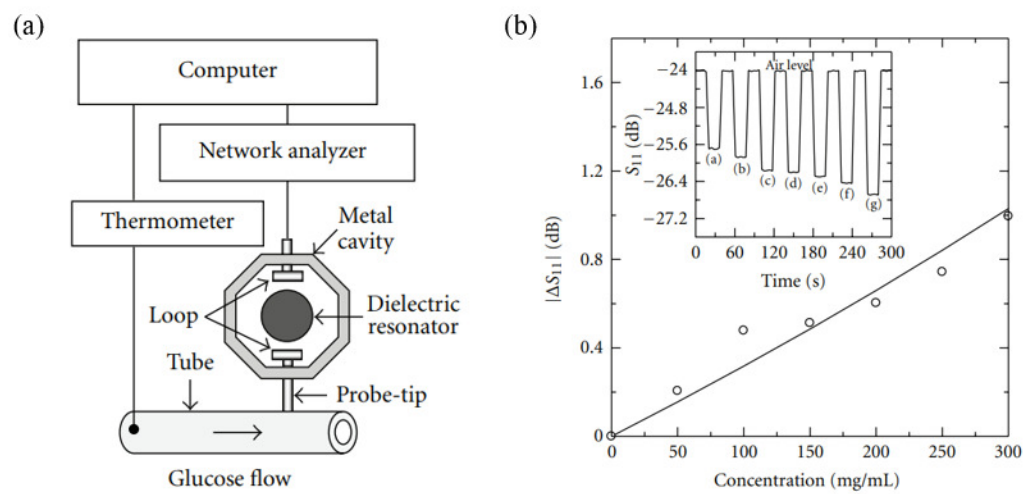 (a)
Computer
Network analyzer
Thermometer
Metal
cavity
Loop
Dielectric
resonator
Tube
Probe-tip
Glucose flow
(b)
1.6
1.2
0.8
0.4
0
|ΔS11| (dB)
0 50 100 150 200 250 300
Concentration (mg/mL)
Air level
−24
−24.8
−25.6
−26.4
−27.2
S11 (dB)
(a)
(b)
(c)
(d)
(e)
(f)
(g)
0 60 120 180 240 300
Time (s)